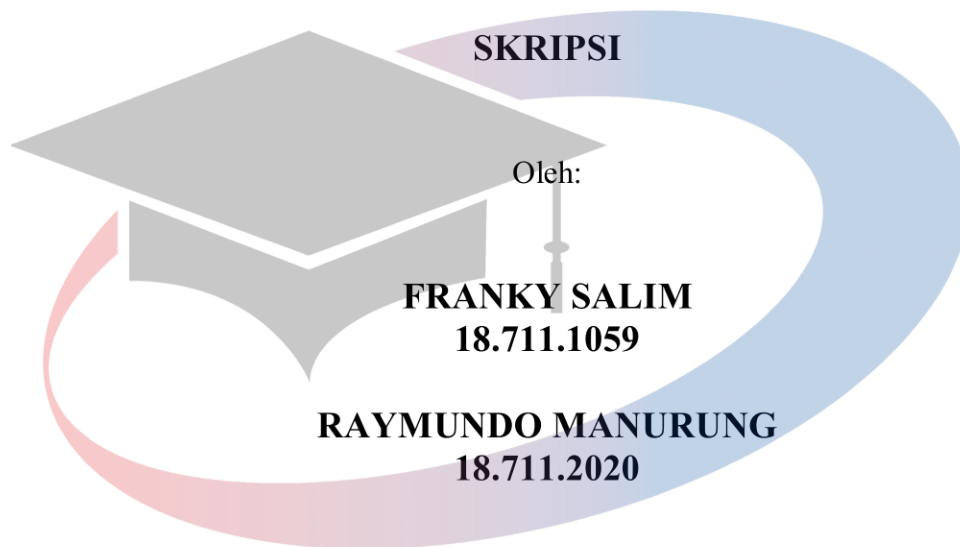 SKRIPSI
Oleh:
FRANKY SALIM
18.711.1059
RAYMUNDO MANURUNG
18.711.2020